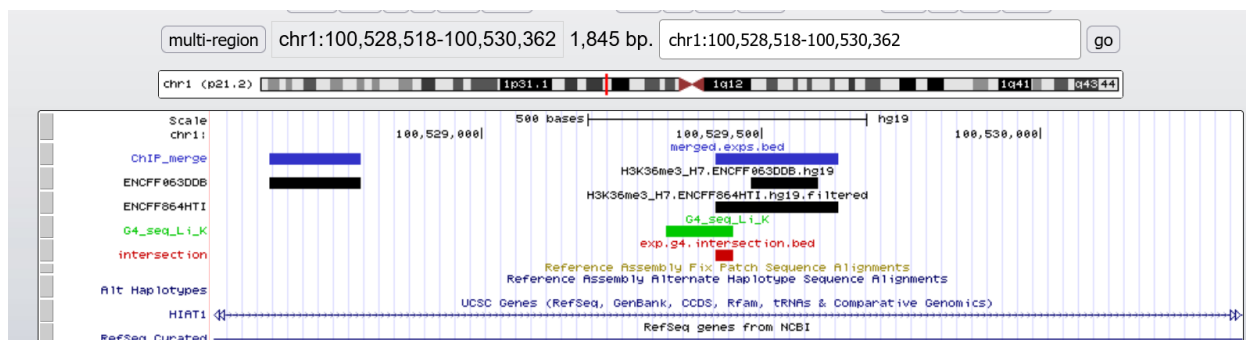 multi-region chr1:100,528,518-100,530,362 1,845 bp. chr1:100,528,518-100,530,362 go
chr1 (p21.2) 1p31.1 1q12 1q41 q43 44
Scale 500 bases hg19
chr1: 100,529,000 100,529,500 100,530,000
merged.exps.bed
ChIP_merge
H3K36me3_H7.ENCFF063DDB.hg19
ENCFF063DDB
H3K36me3_H7.ENCFF864HTI.hg19.filtered
ENCFF864HTI
G4_seq_Li_K
G4_seq_Li_K
exp.g4.intersection.bed
intersection
Reference Assembly Fix Patch Sequence Alignments
Reference Assembly Alternate Haplotype Sequence Alignments
Alt Haplotypes
UCSC Genes (RefSeq, GenBank, CCDS, Rfam, tRNAs & Comparative Genomics)
HIAT1
RefSeq genes from NCBI
RefSeq Curated